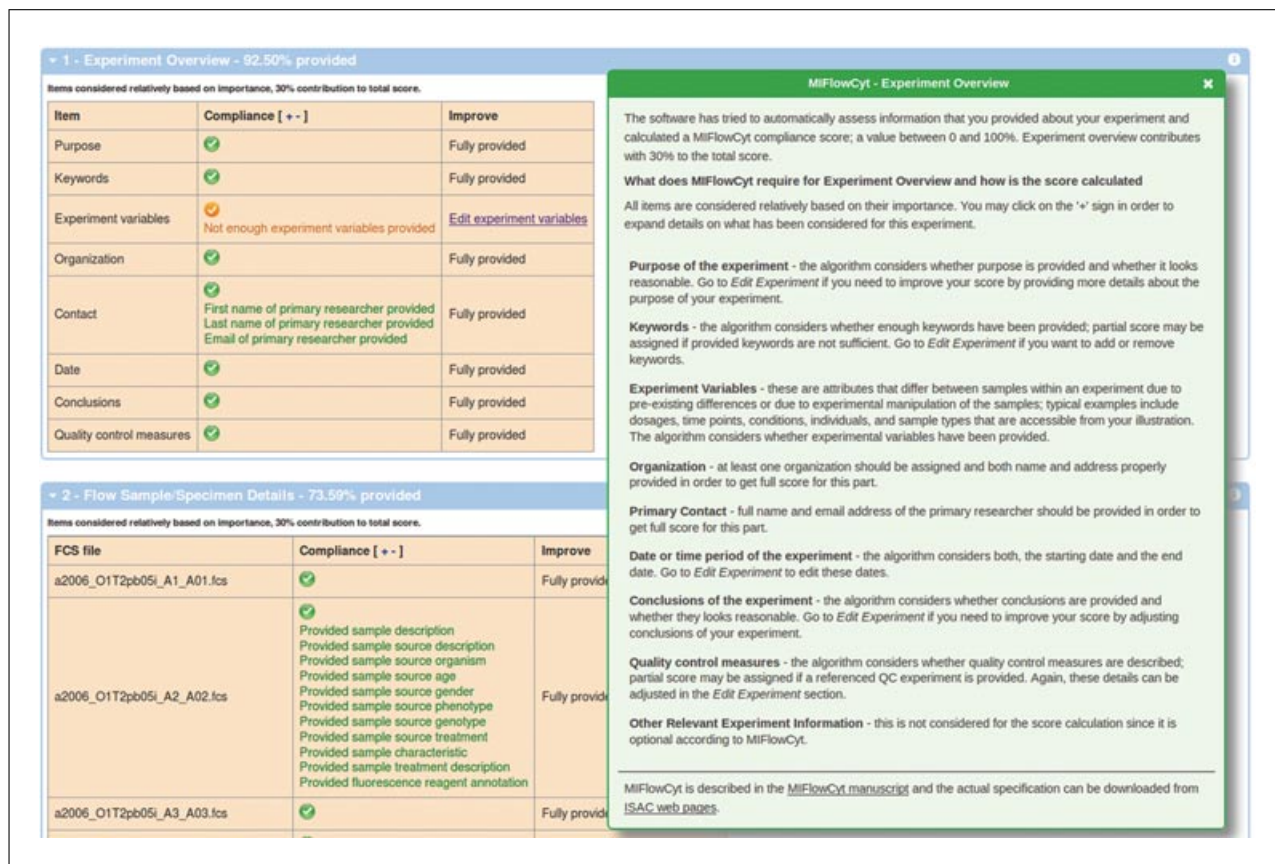 1 - Experiment Overview - 92.50% provided
Items considered relatively based on importance, 30% contribution to total score.
Item Compliance [ + - ] Improve
Purpose Fully provided
Keywords Fully provided
Experiment variables Not enough experiment variables provided Edit experiment variables
Organization Fully provided
Contact
First name of primary researcher provided
Last name of primary researcher provided
Email of primary researcher provided
Fully provided
Date Fully provided
Conclusions Fully provided
Quality control measures Fully provided
2 - Flow Sample/Specimen Details - 73.59% provided
Items considered relatively based on importance, 30% contribution to total score.
FCS file Compliance [ + - ] Improve
a2006_O1T2pb05i_A1_A01.fcs Fully provide
a2006_O1T2pb05i_A2_A02.fcs
Provided sample description
Provided sample source description
Provided sample source organism
Provided sample source age
Provided sample source gender
Provided sample source phenotype
Provided sample source genotype
Provided sample source treatment
Provided sample characteristic
Provided sample treatment description
Provided fluorescence reagent annotation
Fully provide
a2006_O1T2pb05i_A3_A03.fcs Fully provide
MIFlowCyt - Experiment Overview
The software has tried to automatically assess information that you provided about your experiment and
calculated a MIFlowCyt compliance score; a value between 0 and 100%. Experiment overview contributes
with 30% to the total score.
What does MIFlowCyt require for Experiment Overview and how is the score calculated
All items are considered relatively based on their importance. You may click on the '+' sign in order to
expand details on what has been considered for this experiment.
Purpose of the experiment - the algorithm considers whether purpose is provided and whether it looks
reasonable. Go to Edit Experiment if you need to improve your score by providing more details about the
purpose of your experiment.
Keywords - the algorithm considers whether enough keywords have been provided; partial score may be
assigned if provided keywords are not sufficient. Go to Edit Experiment if you want to add or remove
keywords.
Experiment Variables - these are attributes that differ between samples within an experiment due to
pre-existing differences or due to experimental manipulation of the samples; typical examples include
dosages, time points, conditions, individuals, and sample types that are accessible from your illustration.
The algorithm considers whether experimental variables have been provided.
Organization - at least one organization should be assigned and both name and address properly
provided in order to get full score for this part.
Primary Contact - full name and email address of the primary researcher should be provided in order to
get full score for this part.
Date or time period of the experiment - the algorithm considers both, the starting date and the end
date. Go to Edit Experiment to edit these dates.
Conclusions of the experiment - the algorithm considers whether conclusions are provided and
whether they looks reasonable. Go to Edit Experiment if you need to improve your score by adjusting
conclusions of your experiment.
Quality control measures - the algorithm considers whether quality control measures are described;
partial score may be assigned if a referenced QC experiment is provided. Again, these details can be
adjusted in the Edit Experiment section.
Other Relevant Experiment Information - this is not considered for the score calculation since it is
optional according to MIFlowCyt.
MIFlowCyt is described in the MIFlowCyt manuscript and the actual specification can be downloaded from
ISAC web pages.